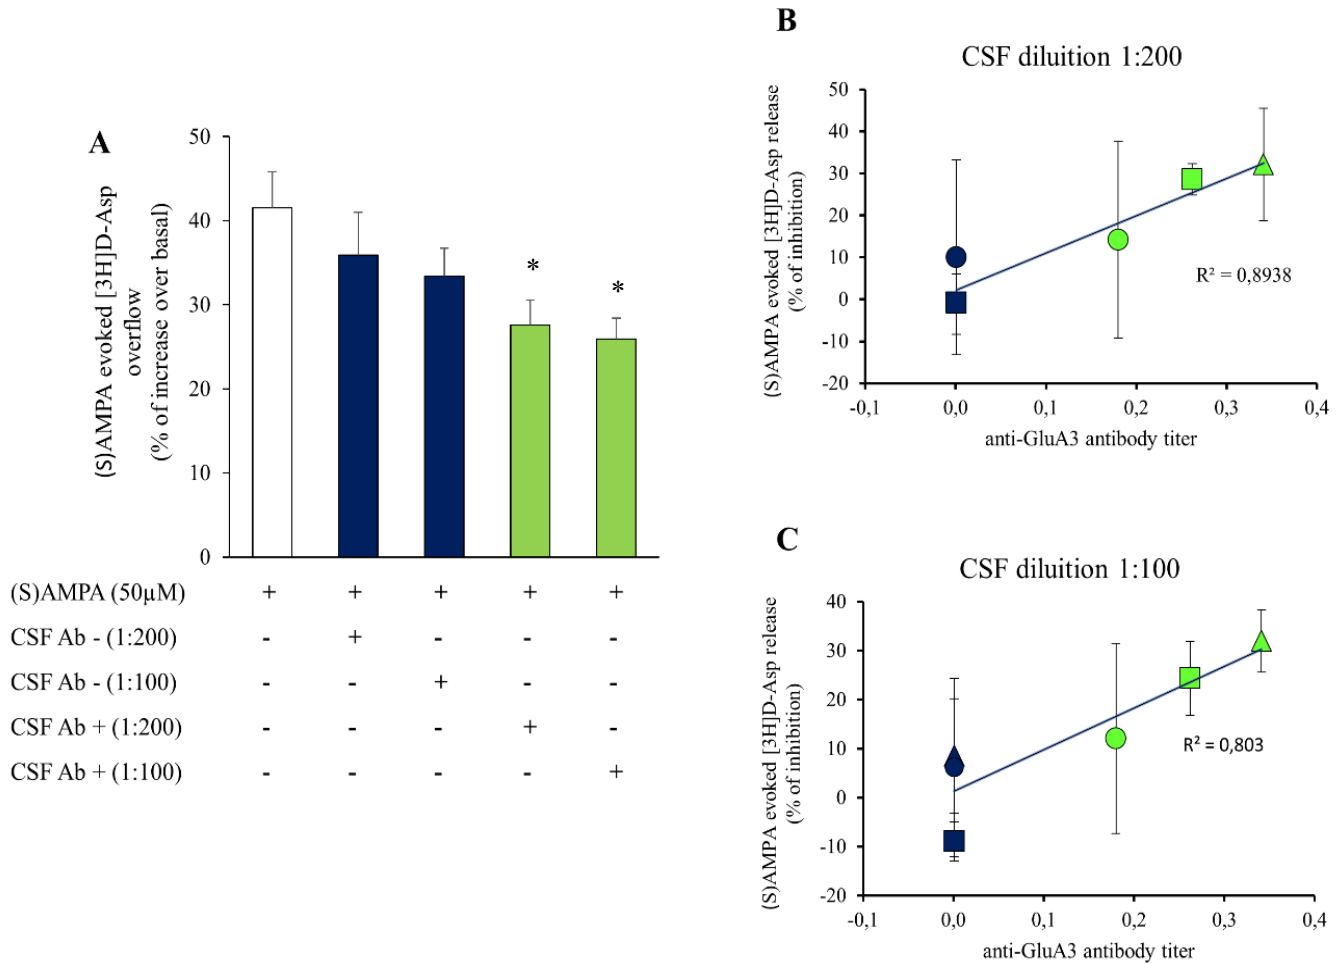 A
(S)AMPA evoked [3H]D-Asp
overflow
(% of increase over basal)
50
40
30
20
10
0
*
*
(S)AMPA (50µM) + + + + +
CSF Ab - (1:200) - + - - -
CSF Ab - (1:100) - - + - -
CSF Ab + (1:200) - - - + -
CSF Ab + (1:100) - - - - +
B
CSF diluition 1:200
(S)AMPA evoked [3H]D-Asp release
(% of inhibition)
50
40
30
20
10
0
-10
-20
R² = 0,8938
-0,1 0,0 0,1 0,2 0,3 0,4
anti-GluA3 antibody titer
C
CSF diluition 1:100
(S)AMPA evoked [3H]D-Asp release
(% of inhibition)
40
30
20
10
0
-10
-20
R² = 0,803
-0,1 0,0 0,1 0,2 0,3 0,4
anti-GluA3 antibody titer